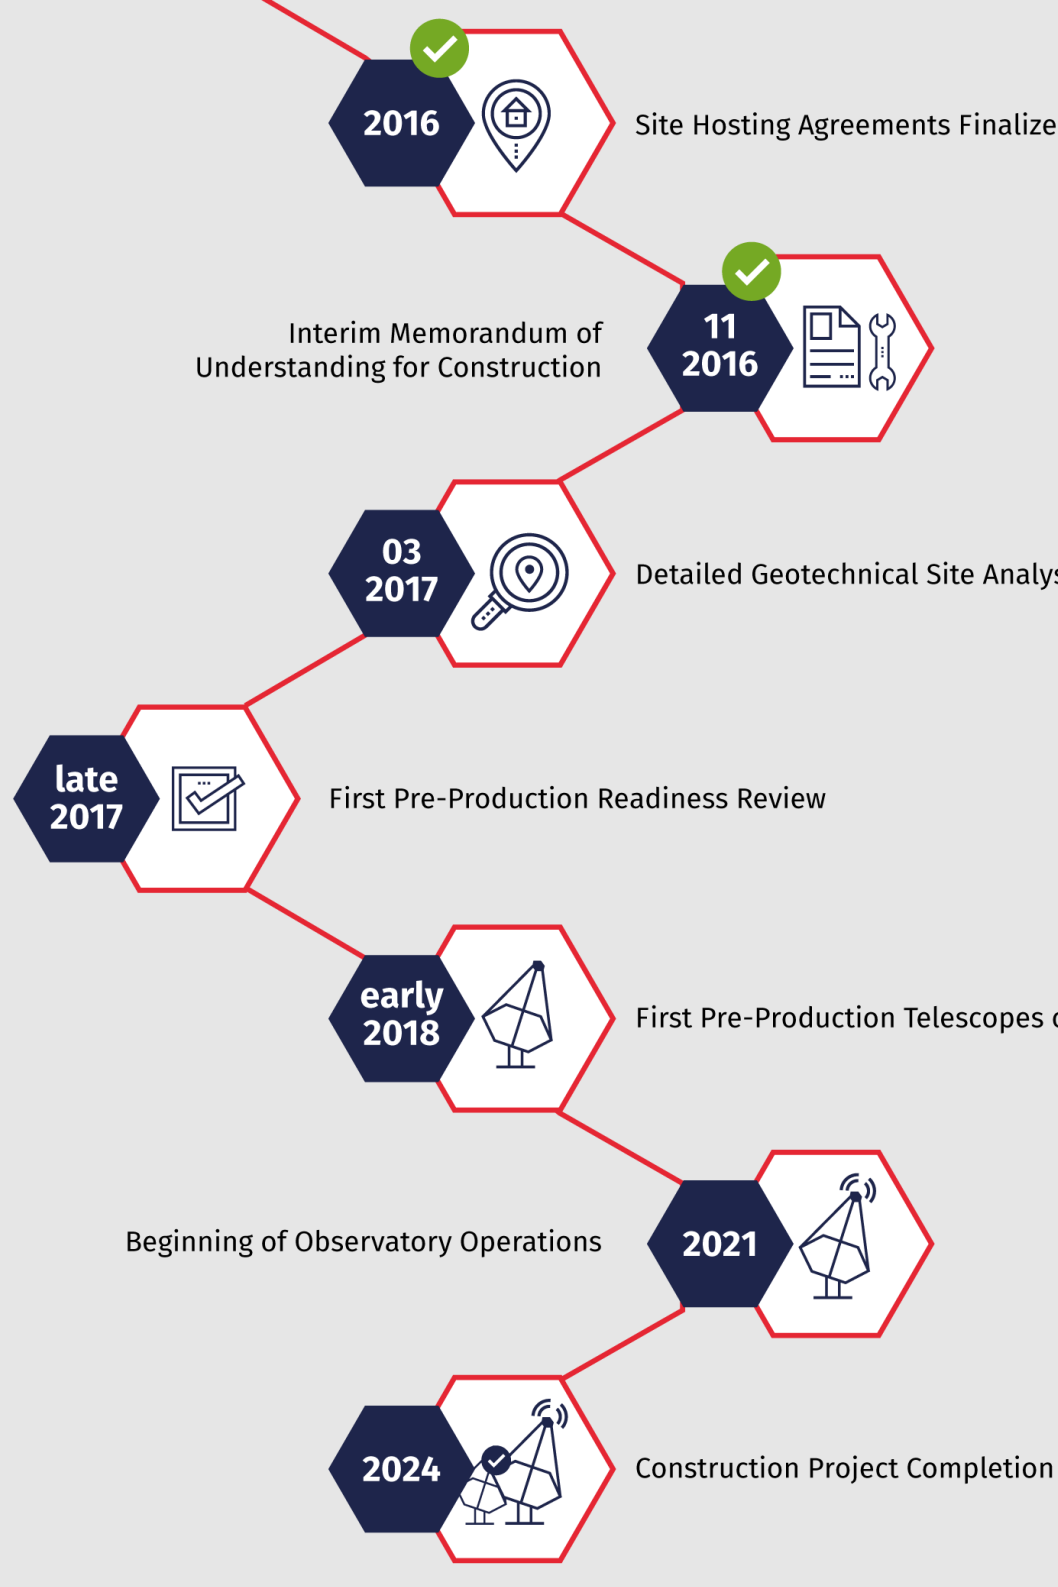 2016
Site Hosting Agreements Finalize
11
2016
Interim Memorandum of
Understanding for Construction
03
2017
Detailed Geotechnical Site Analys
late
2017
First Pre-Production Readiness Review
early
2018
First Pre-Production Telescopes
2021
Beginning of Observatory Operations
2024
Construction Project Completion